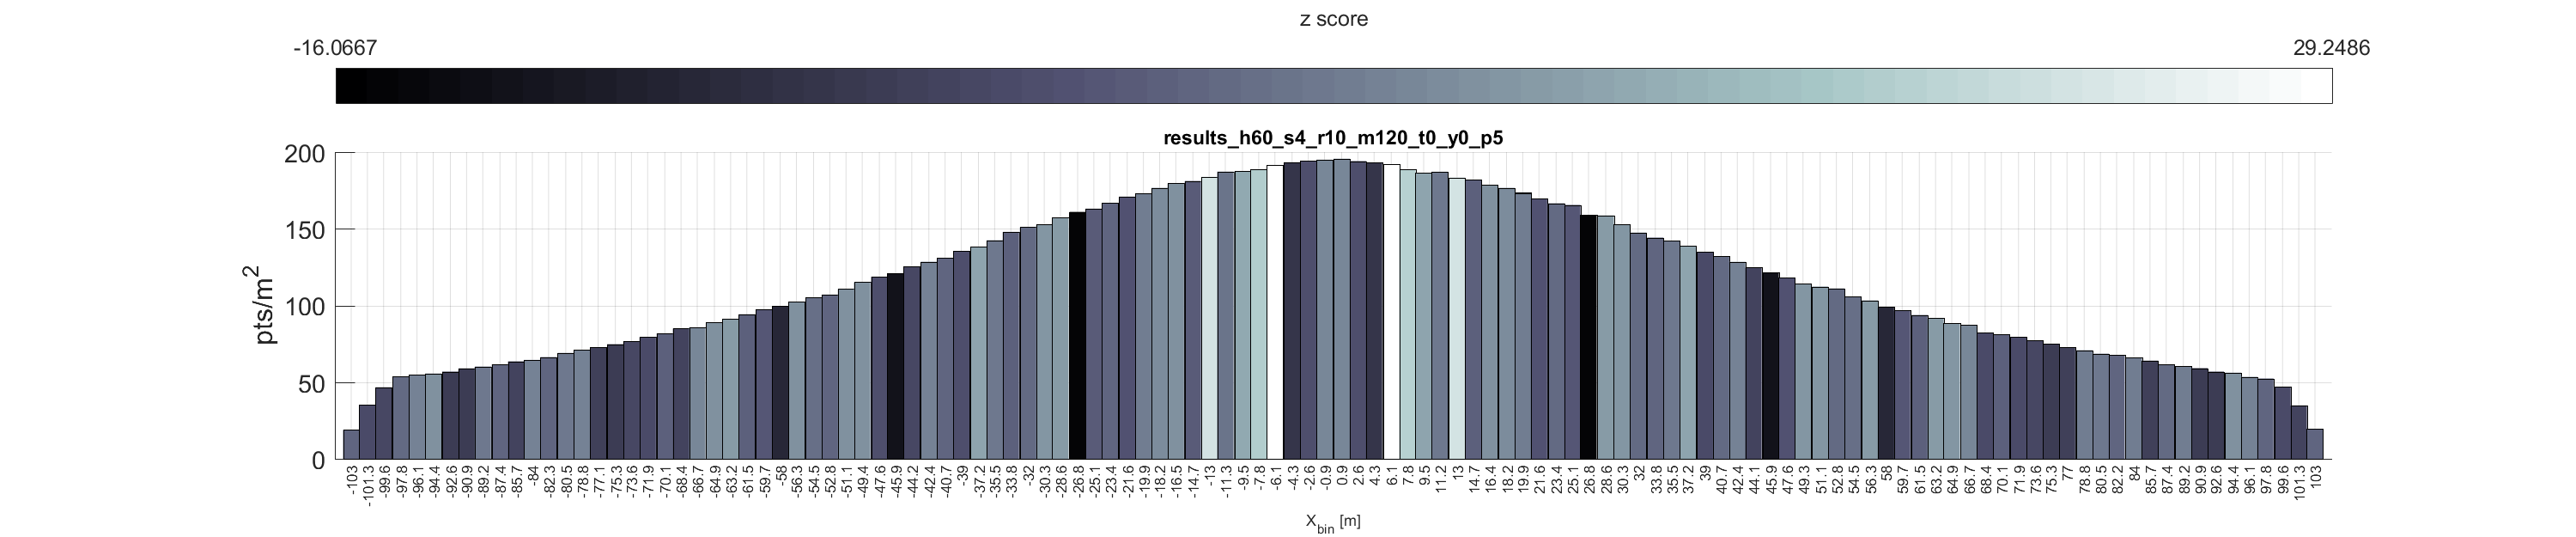 z score
-16.0667 29.2486
results_h60_s4_r10_m120_t0_y0_p5
200
150
100
50
0
pts/m2
-103 -101.3 -99.6 -97.8 -96.1 -94.4 -92.6 -90.9 -89.2 -87.4 -85.7 -84 -82.3 -80.5 -78.8 -77.1 -75.3 -73.6 -71.9 -70.1 -68.4 -66.7 -64.9 -63.2 -61.5 -59.7 -58 -56.3 -54.5 -52.8 -51.1 -49.4 -47.6 -45.9 -44.2 -42.4 -40.7 -39 -37.2 -35.5 -33.8 -32 -30.3 -28.6 -26.8 -25.1 -23.4 -21.6 -19.9 -18.2 -16.5 -14.7 -13 -11.3 -9.5 -7.8 -6.1 -4.3 -2.6 -0.9 0.9 2.6 4.3 6.1 7.8 9.5 11.2 13 14.7 16.4 18.2 19.9 21.6 23.4 25.1 26.8 28.6 30.3 32 33.8 35.5 37.2 39 40.7 42.4 44.1 45.9 47.6 49.3 51.1 52.8 54.5 56.3 58 59.7 61.5 63.2 64.9 66.7 68.4 70.1 71.9 73.6 75.3 77 78.8 80.5 82.2 84 85.7 87.4 89.2 90.9 92.6 94.4 96.1 97.8 99.6 101.3 103
Xbin [m]